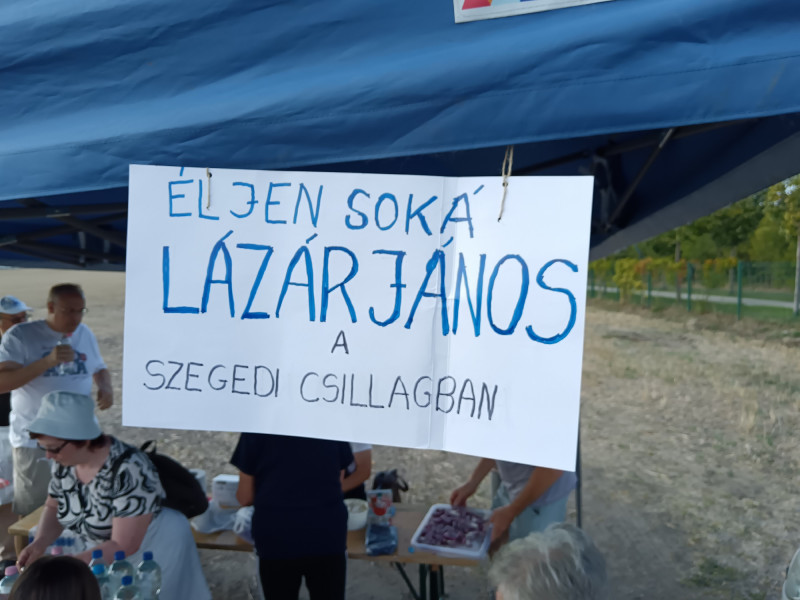 ÉLJEN SOKÁ
LÁZÁRJÁNOS
A
SZEGEDI CSILLAGBAN